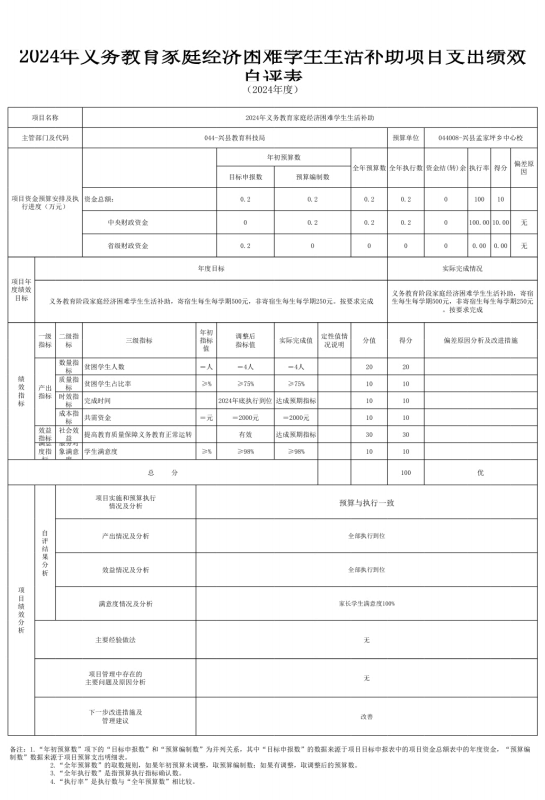 2024年义务教育家庭经济困难学生生活补助项目支出绩效
自评表
（2024年度）
项目名称 2024年义务教育家庭经济困难学生生活补助
主管部门及代码 044-兴县教育科技局 预算单位 044008-兴县孟家坪乡中心校
项目资金预算安排及执
行进度（万元）
年初预算数 全年预算数 全年执行数 资金结(转)余 执行率 得分 偏差原
因
目标申报数 预算编制数
资金总额: 0.2 0.2 0.2 0.2 0 100 10
中央财政资金 0 0.2 0.2 0.2 0 100.00 10.00 无
省级财政资金 0.2 0 0 0 0 0.00 0.00 无
项目年
度绩效
目标
年度目标 实际完成情况
义务教育阶段家庭经济困难学生生活补助，寄宿生每生每学期500元，非寄宿生每生每学期250元。按要求完成
义务教育阶段家庭经济困难学生生活补助，寄宿
生每生每学期500元，非寄宿生每生每学期250元
。按要求完成
绩
效
指
标
一级
指标
二级指
标
三级指标
年初
指标
值
调整后
指标值
实际完成值
定性值情
况说明
分值 得分 偏差原因分析及改进措施
产出
指标
数量指
标
贫困学生人数 =人 =4人 =4人 20 20
质量指
标
贫困学生占比率 ≥% ≥75% ≥75% 10 10
时效指
标
完成时间 2024年底执行到位 达成预期指标 10 10
成本指
标
共需资金 =元 =2000元 =2000元 10 10
效益
指标
社会效
益
提高教育质量保障义务教育正常运转 有效 达成预期指标 30 30
满意
度指
标
服务对
象满意
学生满意度 ≥% ≥98% ≥98% 10 10
总 分 100 优
项
目
绩
效
分
析
自
评
结
果
分
析
项目实施和预算执行
情况及分析
预算与执行一致
产出情况及分析 全部执行到位
效益情况及分析 全部执行到位
满意度情况及分析 家长学生满意度100%
主要经验做法 无
项目管理中存在的
主要问题及原因分析
无
下一步改进措施及
管理建议
改善
备注：1.“年初预算数”项下的“目标申报数”和“预算编制数”为并列关系，其中“目标申报数”的数据来源于项目目标申报表中的项目资金总额表中的年度资金，“预算编
制数”数据来源于项目预算支出明细表。
2.“全年预算数”的取数规则，如果年初预算未调整，取预算编制数；如果有调整，取调整后的预算数。
3.“全年执行数”是指预算执行指标确认数。
4.“执行率”是执行数与“全年预算数”相比较。